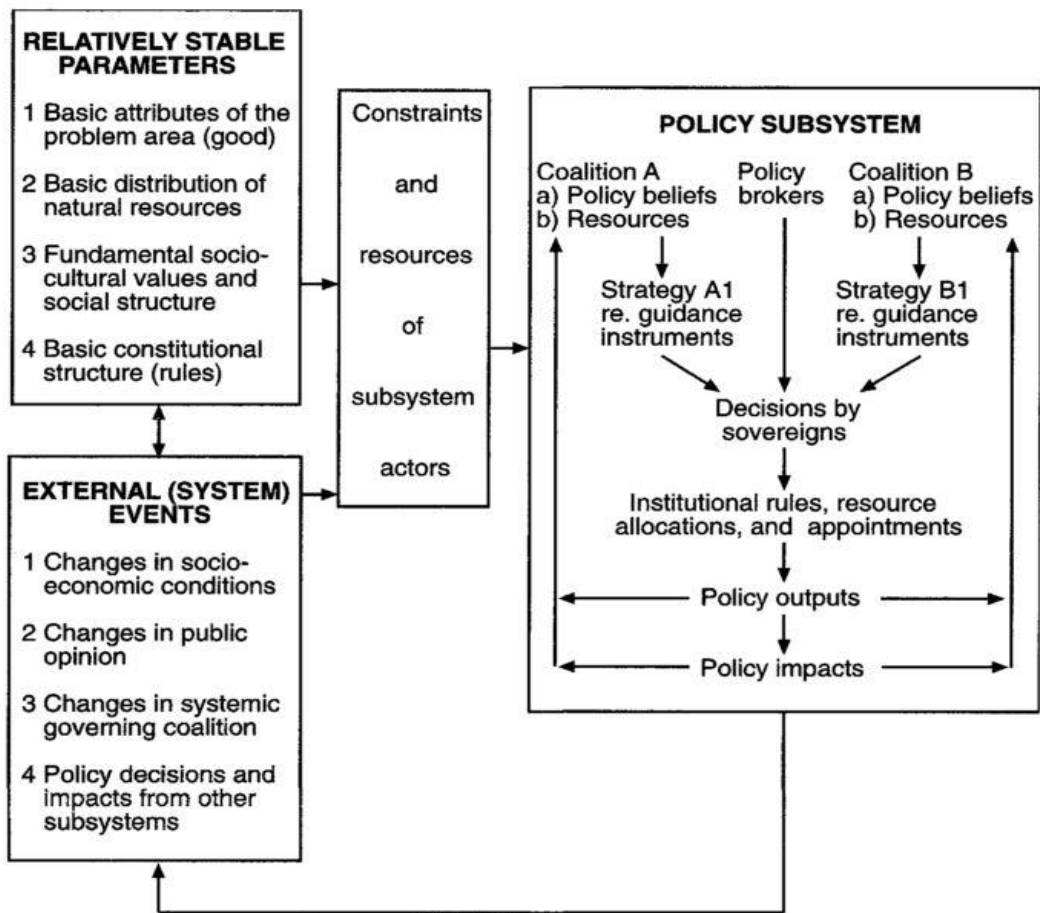 RELATIVELY STABLE
PARAMETERS
1 Basic attributes of the
problem area (good)
2 Basic distribution of
natural resources
3 Fundamental socio-
cultural values and
social structure
4 Basic constitutional
structure (rules)
EXTERNAL (SYSTEM)
EVENTS
1 Changes in socio-
economic conditions
2 Changes in public
opinion
3 Changes in systemic
governing coalition
4 Policy decisions and
impacts from other
subsystems
Constraints
and
resources
of
subsystem
actors
POLICY SUBSYSTEM
Coalition A
a) Policy beliefs
b) Resources
Policy
brokers
Coalition B
a) Policy beliefs
b) Resources
Strategy A1
re. guidance
instruments
Strategy B1
re. guidance
instruments
Decisions by
sovereigns
Institutional rules, resource
allocations, and appointments
Policy outputs
Policy impacts